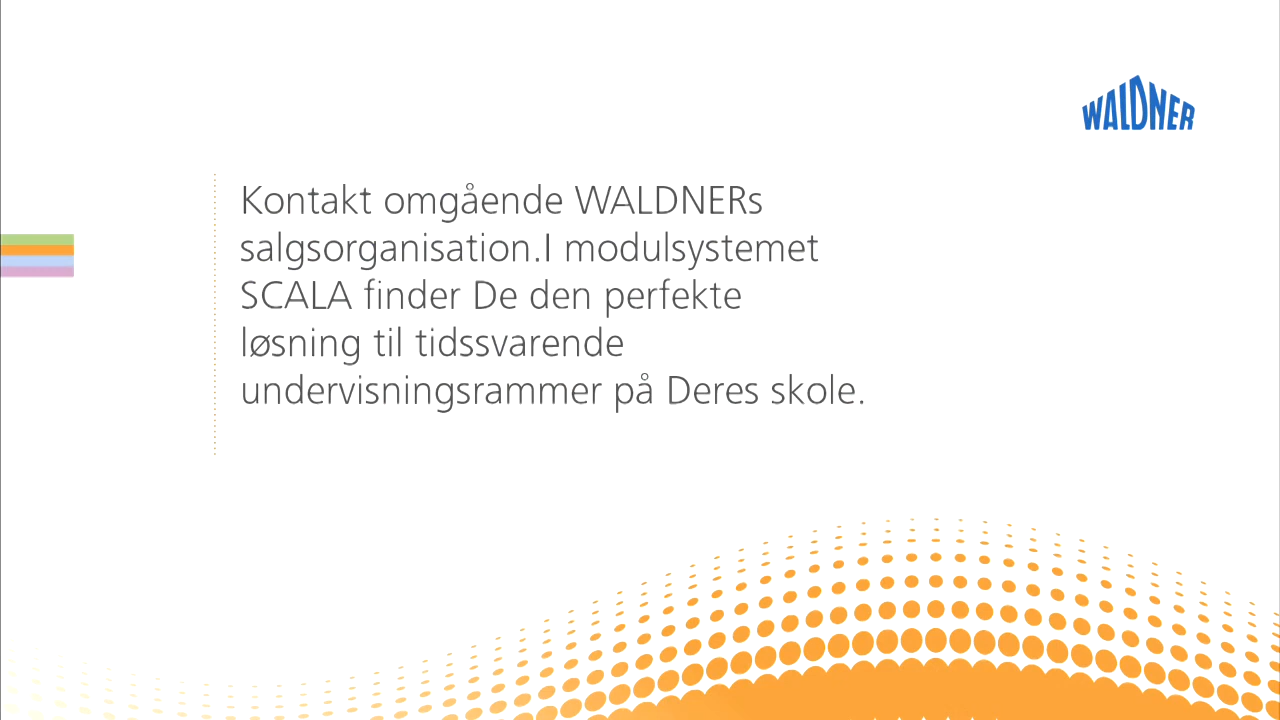 WALDNER
Kontakt omgående WALDNERs
salgsorganisation.I modulsystemet
SCALA finder De den perfekte
løsning til tidssvarende
undervisningsrammer på Deres skole.